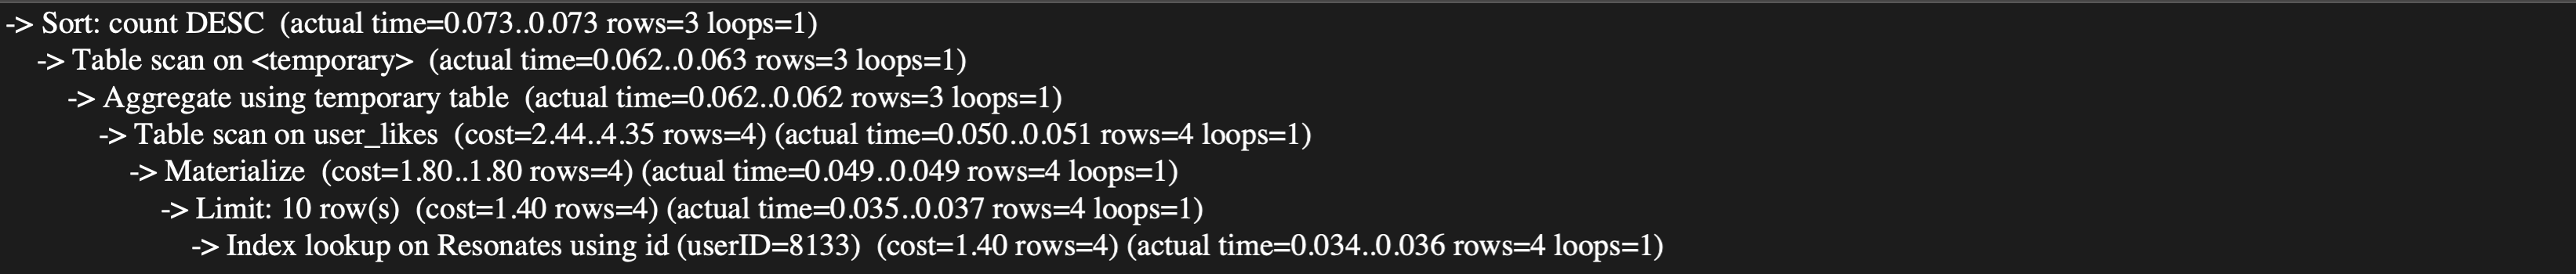 -> Sort: count DESC (actual time=0.073..0.073 rows=3 loops=1)
-> Table scan on <temporary> (actual time=0.062..0.063 rows=3 loops=1)
-> Aggregate using temporary table (actual time=0.062..0.062 rows=3 loops=1)
-> Table scan on user_likes (cost=2.44..4.35 rows=4) (actual time=0.050..0.051 rows=4 loops=1)
-> Materialize (cost=1.80..1.80 rows=4) (actual time=0.049..0.049 rows=4 loops=1)
-> Limit: 10 row(s) (cost=1.40 rows=4) (actual time=0.035..0.037 rows=4 loops=1)
-> Index lookup on Resonates using id (userID=8133) (cost=1.40 rows=4) (actual time=0.034..0.036 rows=4 loops=1)